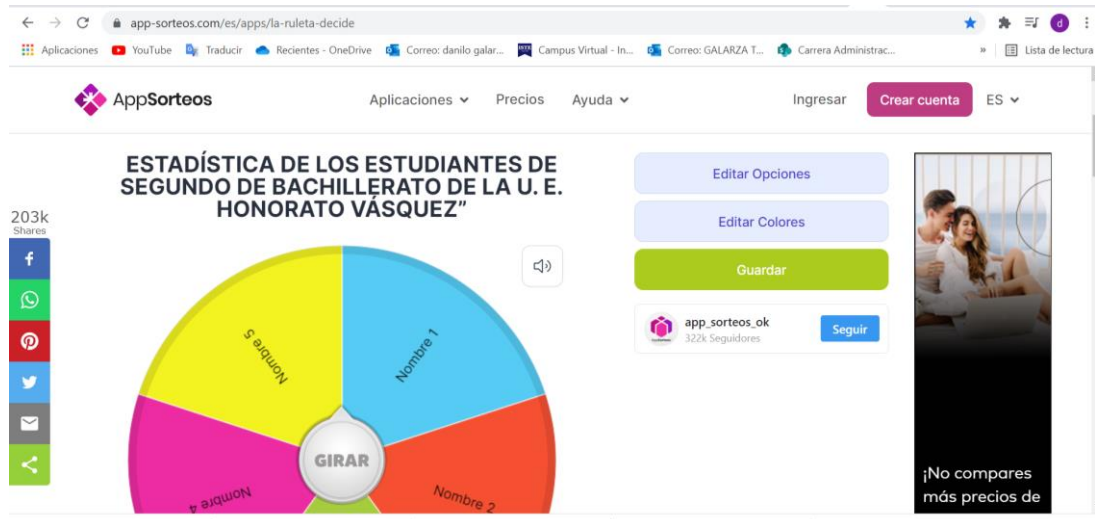 app-sorteos.com/es/apps/la-ruleta-decide
Aplicaciones YouTube Traducir Recientes - OneDrive Correo: danilo galar... Campus Virtual - In... Correo: GALARZA T... Carrera Administrac... » Lista de lectura
AppSorteos Aplicaciones Precios Ayuda Ingresar Crear cuenta ES
ESTADÍSTICA DE LOS ESTUDIANTES DE
SEGUNDO DE BACHILLERATO DE LA U. E.
HONORATO VÁSQUEZ”
203k
Shares
Nombre 5
Nombre 1
GIRAR
Nombre 4
Nombre 2
Editar Opciones
Editar Colores
Guardar
app_sorteos_ok
322k Seguidores
Seguir
¡No compares
más precios de